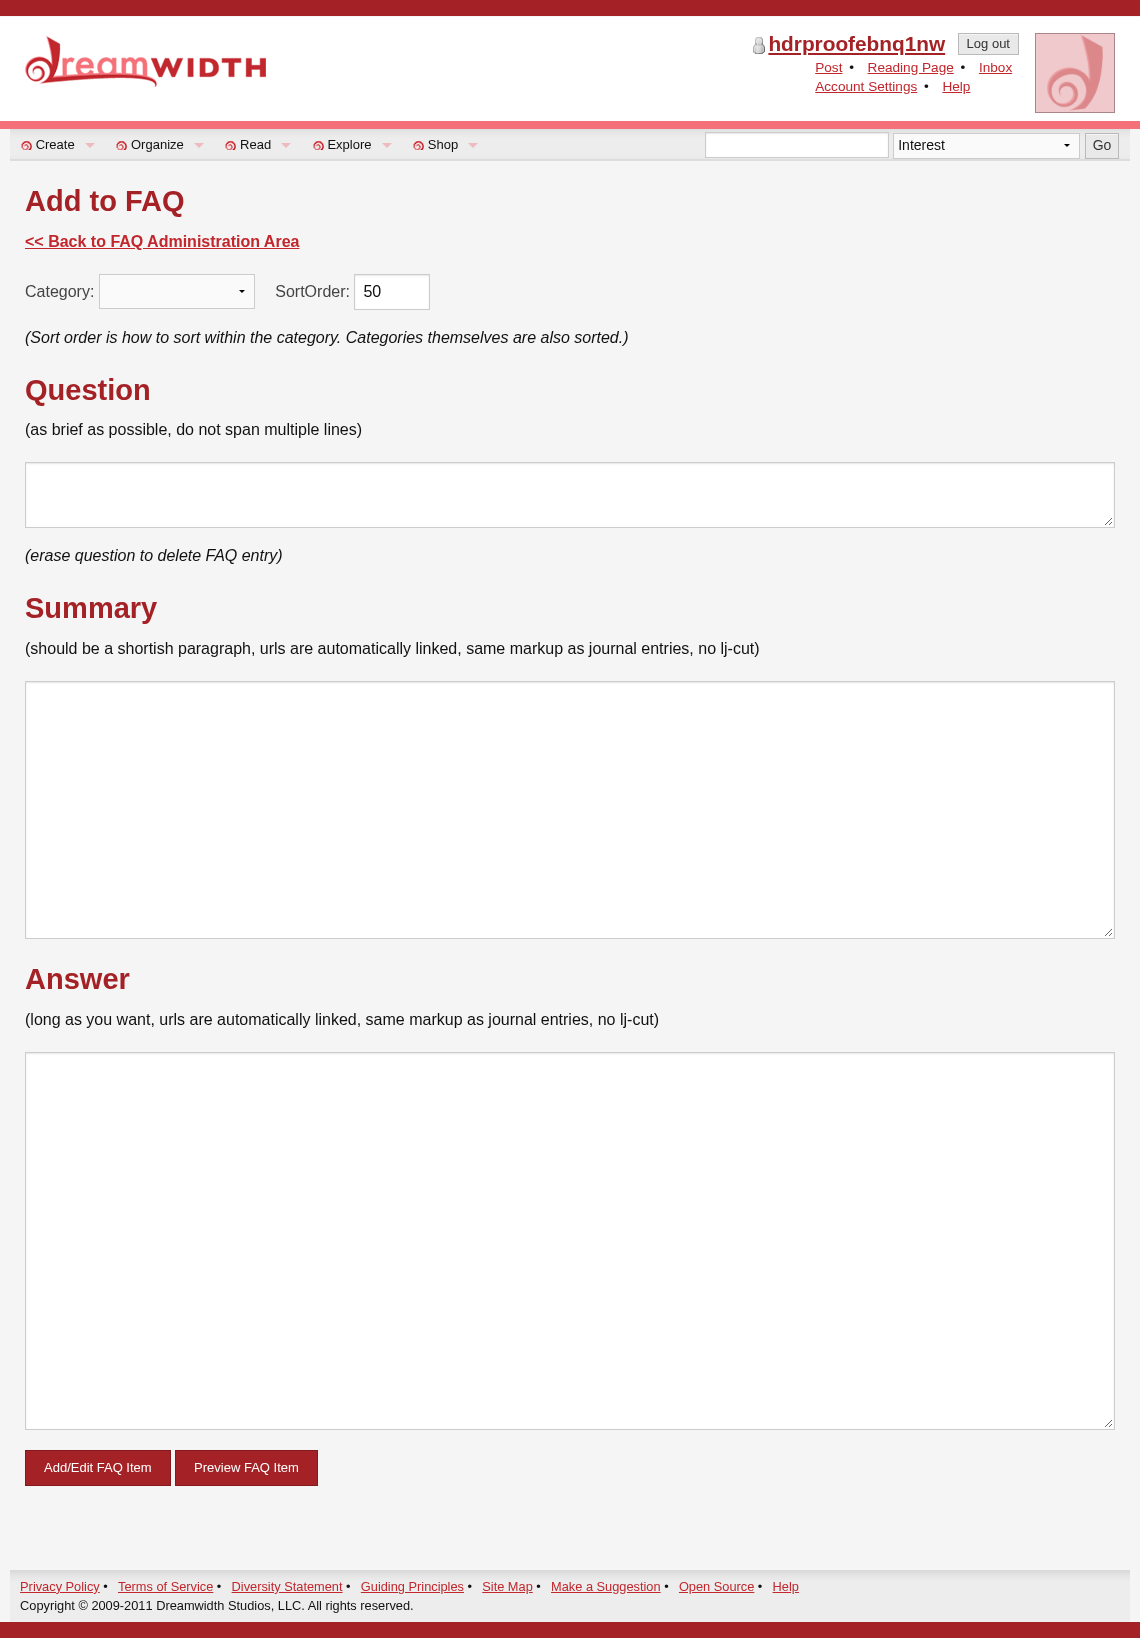 dreamwidth
hdrproofebnq1nw Log out
Post • Reading Page • Inbox
Account Settings • Help
Create Organize Read Explore Shop Interest Go
Add to FAQ
<< Back to FAQ Administration Area
Category: SortOrder: 50
(Sort order is how to sort within the category. Categories themselves are also sorted.)
Question
(as brief as possible, do not span multiple lines)
(erase question to delete FAQ entry)
Summary
(should be a shortish paragraph, urls are automatically linked, same markup as journal entries, no lj-cut)
Answer
(long as you want, urls are automatically linked, same markup as journal entries, no lj-cut)
Add/Edit FAQ Item Preview FAQ Item
Privacy Policy • Terms of Service • Diversity Statement • Guiding Principles • Site Map • Make a Suggestion • Open Source • Help
Copyright © 2009-2011 Dreamwidth Studios, LLC. All rights reserved.